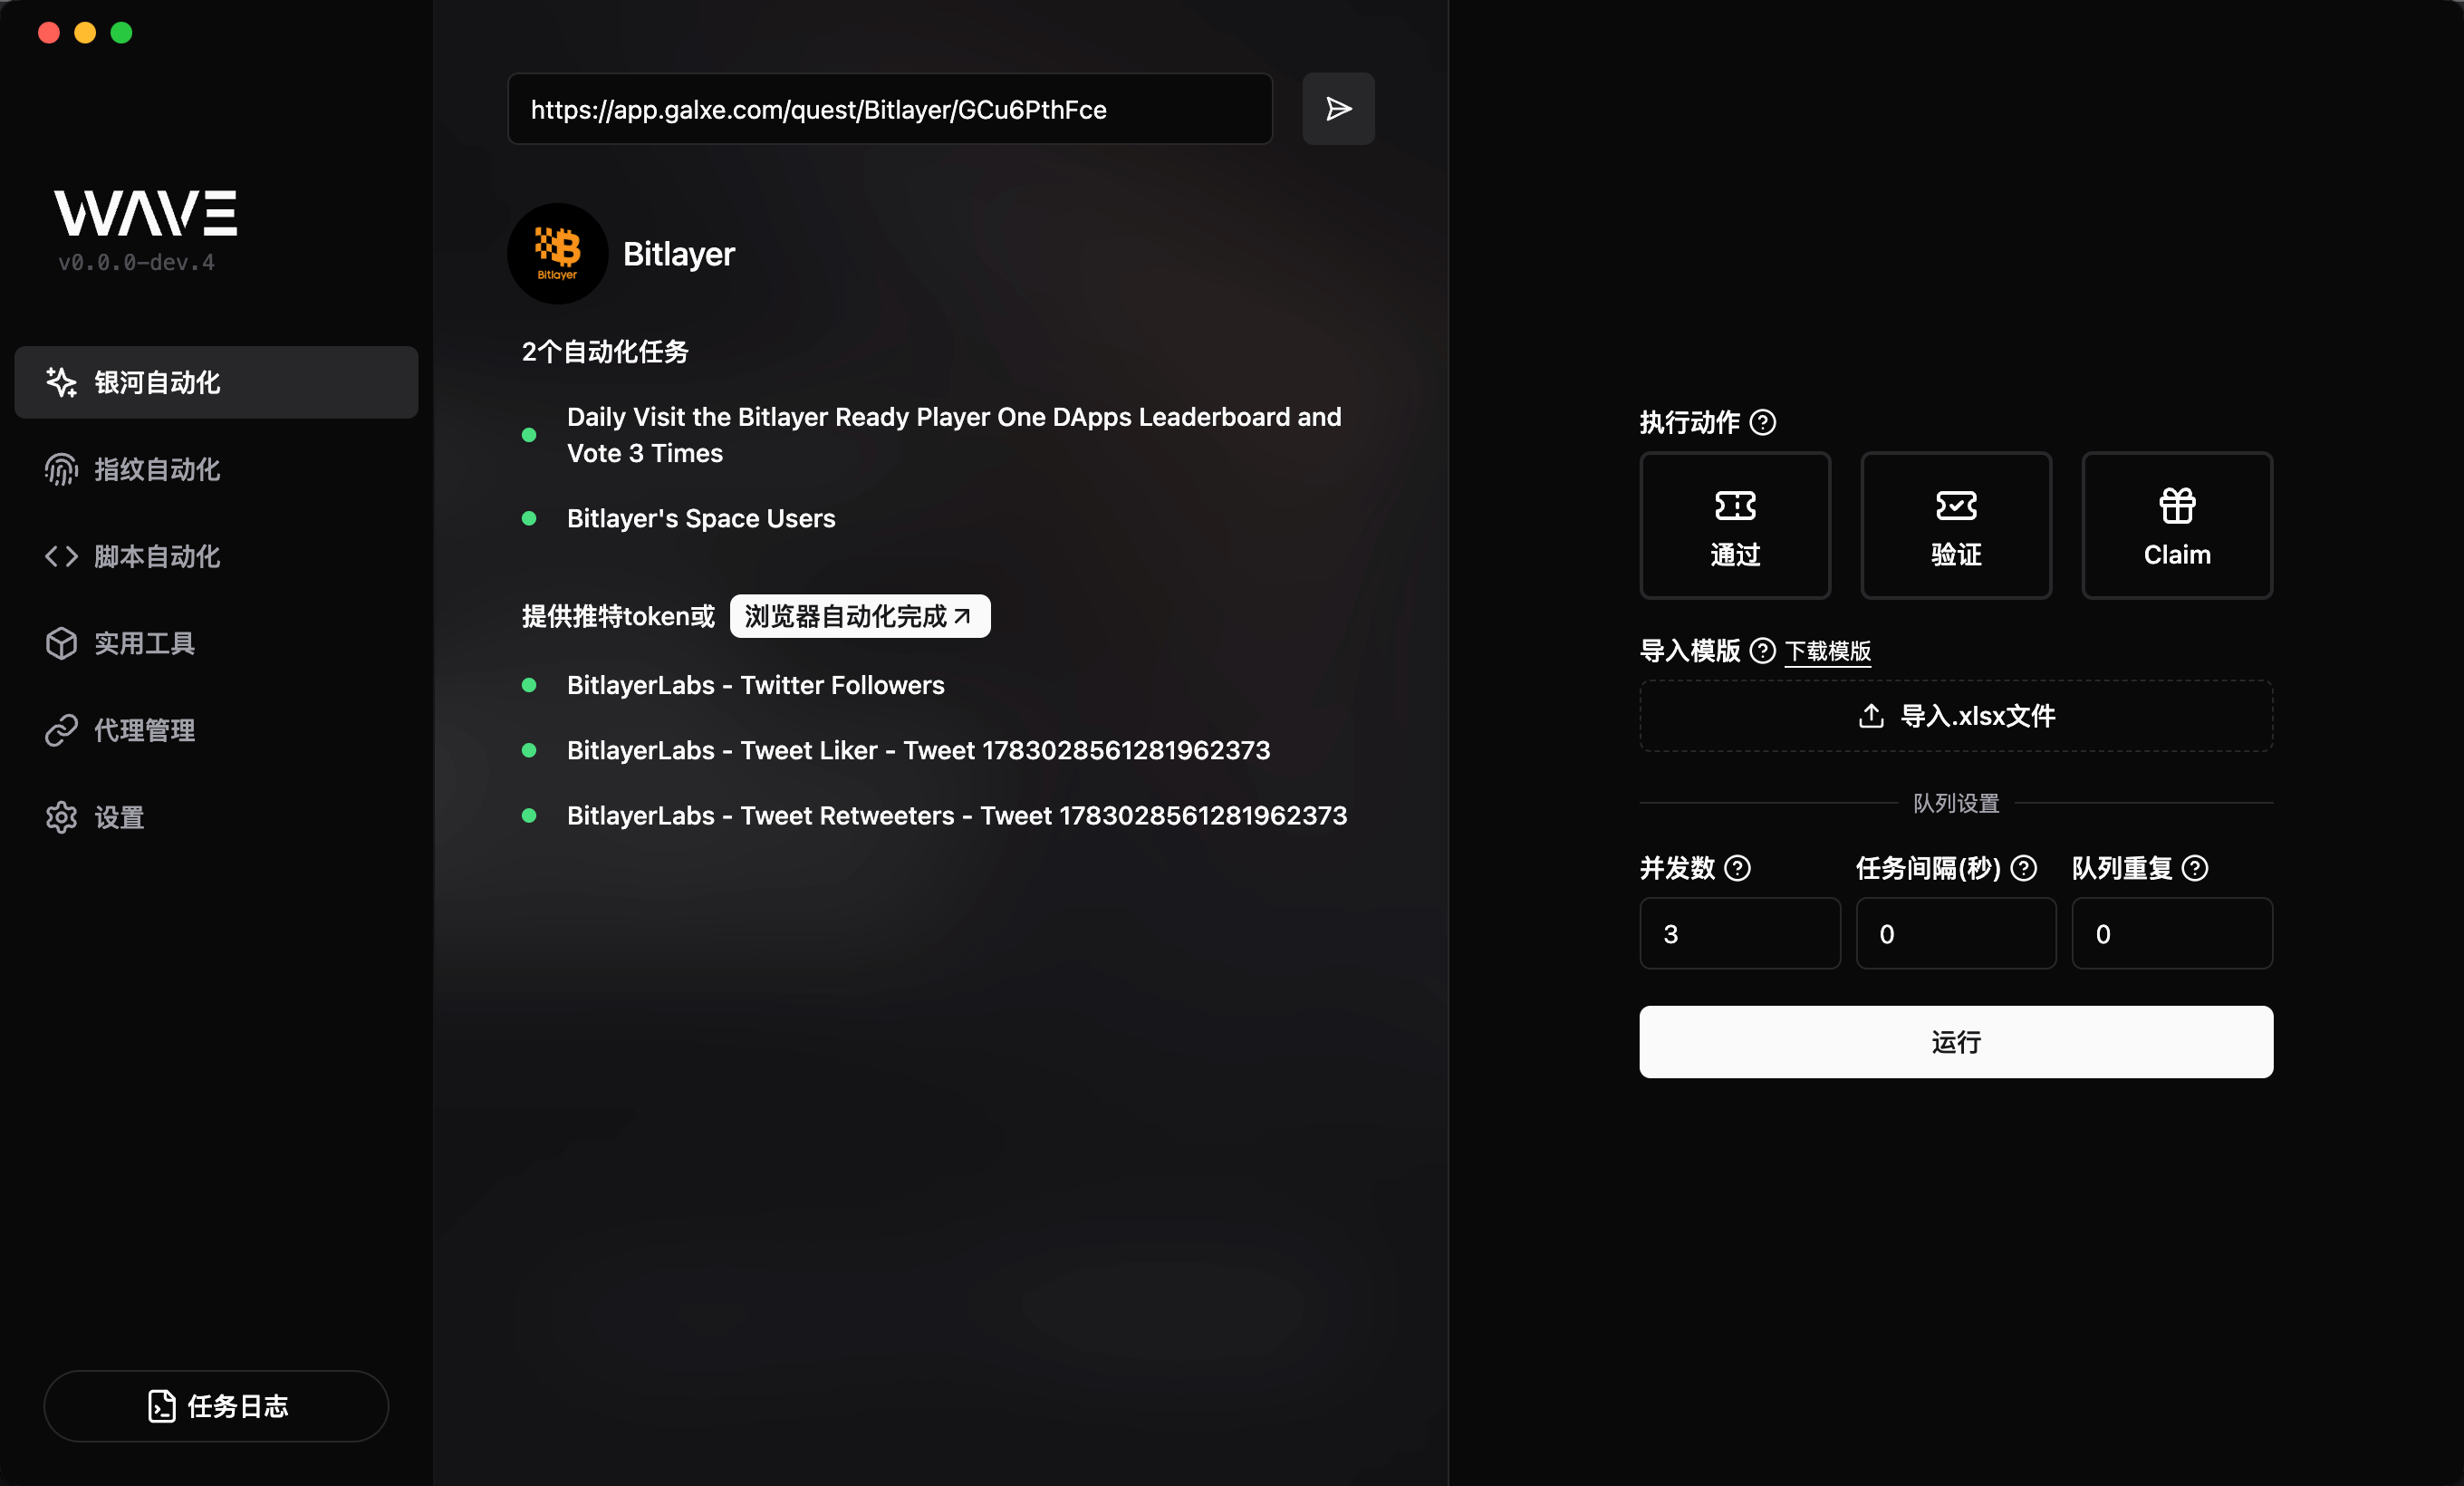 WAVE
v0.0.0-dev.4
银河自动化
指纹自动化
脚本自动化
实用工具
代理管理
设置
任务日志
https://app.galxe.com/quest/Bitlayer/GCu6PthFce
Bitlayer
Bitlayer
2个自动化任务
Daily Visit the Bitlayer Ready Player One DApps Leaderboard and
Vote 3 Times
Bitlayer's Space Users
提供推特token或 浏览器自动化完成
BitlayerLabs - Twitter Followers
BitlayerLabs - Tweet Liker - Tweet 1783028561281962373
BitlayerLabs - Tweet Retweeters - Tweet 1783028561281962373
执行动作
通过 验证 Claim
导入模版 下载模版
导入.xlsx文件
队列设置
并发数 任务间隔(秒) 队列重复
3 0 0
运行